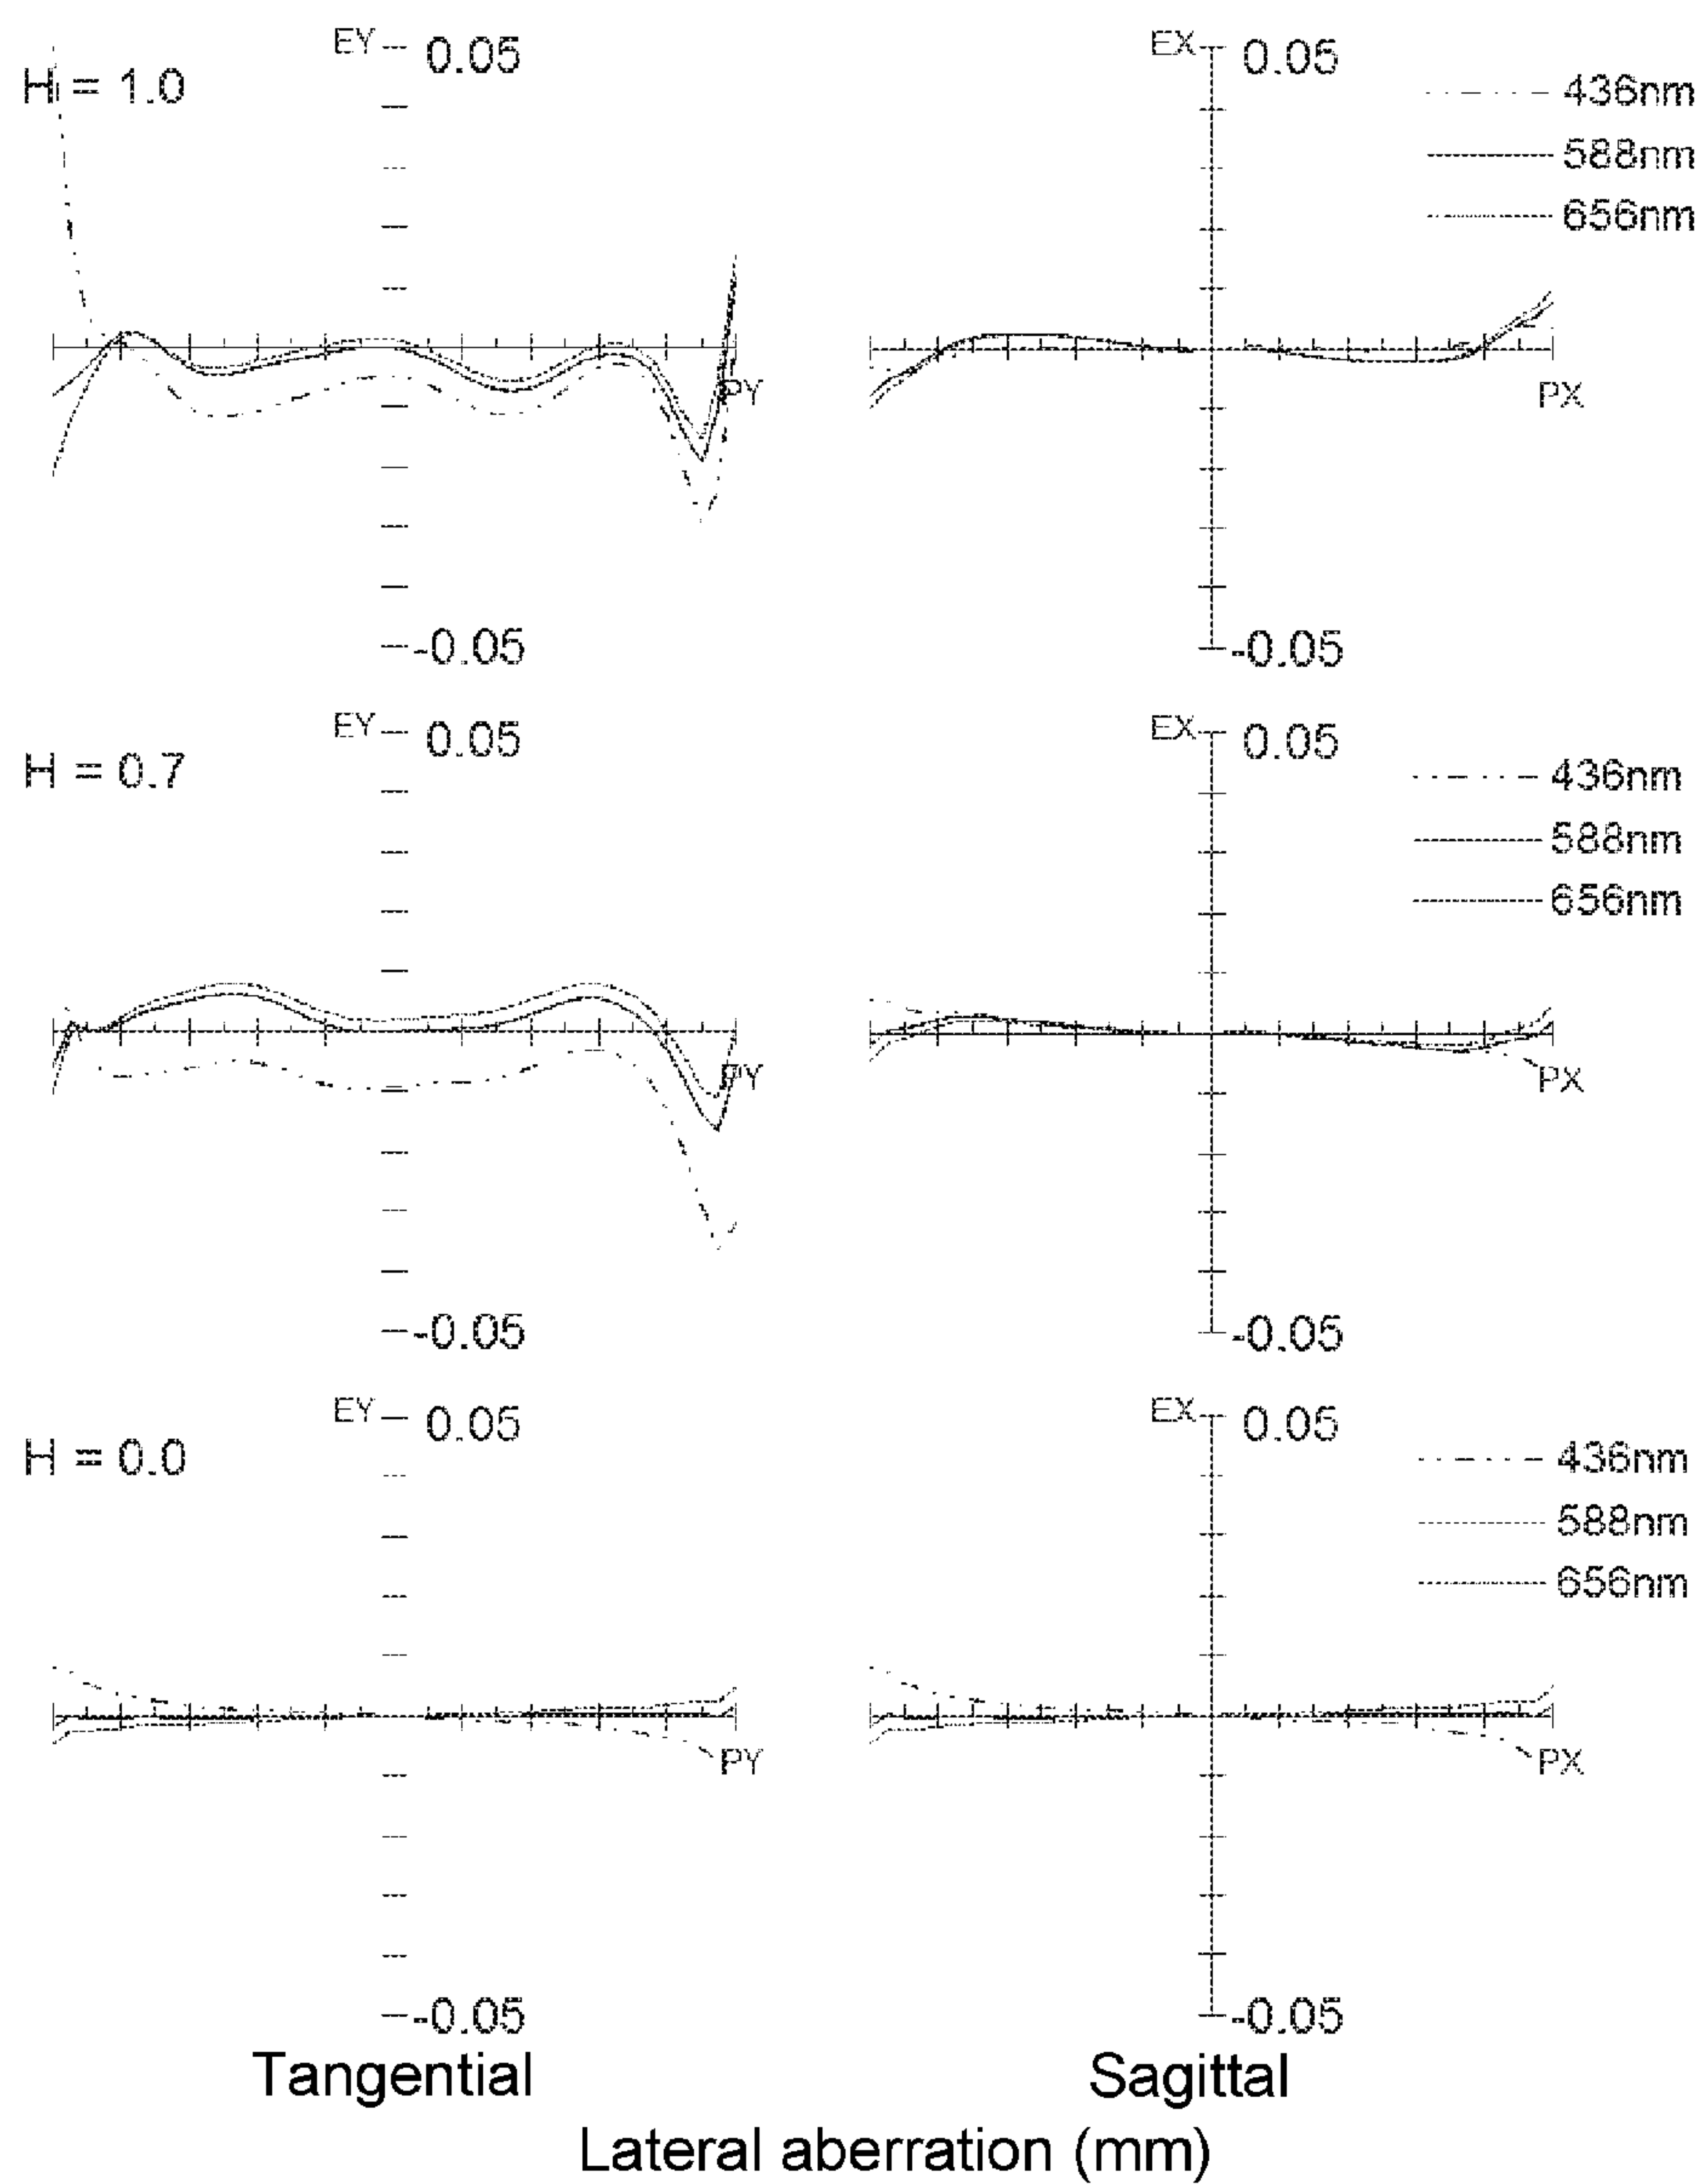 EY 0.05 EX 0.05
H = 1.0 436nm
588nm
656nm
PY PX
-0.05 -0.05
EY 0.05 EX 0.05
H = 0.7 436nm
588nm
656nm
PY PX
-0.05 -0.05
EY 0.05 EX 0.05
H = 0.0 436nm
588nm
656nm
PY PX
-0.05 -0.05
Tangential Sagittal
Lateral aberration (mm)